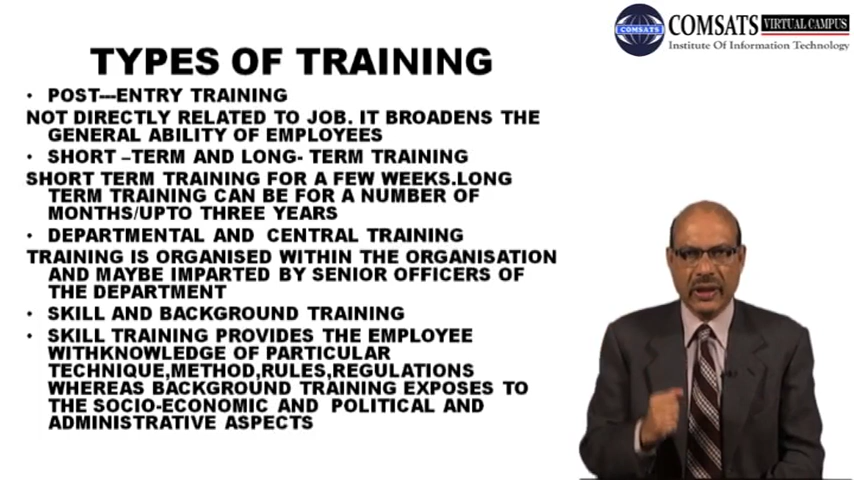 COMSATS
COMSATS VIRTUAL CAMPUS
Institute Of Information Technology
TYPES OF TRAINING
• POST---ENTRY TRAINING
NOT DIRECTLY RELATED TO JOB. IT BROADENS THE
GENERAL ABILITY OF EMPLOYEES
• SHORT –TERM AND LONG- TERM TRAINING
SHORT TERM TRAINING FOR A FEW WEEKS.LONG
TERM TRAINING CAN BE FOR A NUMBER OF
MONTHS/UPTO THREE YEARS
• DEPARTMENTAL AND CENTRAL TRAINING
TRAINING IS ORGANISED WITHIN THE ORGANISATION
AND MAYBE IMPARTED BY SENIOR OFFICERS OF
THE DEPARTMENT
• SKILL AND BACKGROUND TRAINING
• SKILL TRAINING PROVIDES THE EMPLOYEE
WITHKNOWLEDGE OF PARTICULAR
TECHNIQUE,METHOD,RULES,REGULATIONS
WHEREAS BACKGROUND TRAINING EXPOSES TO
THE SOCIO-ECONOMIC AND POLITICAL AND
ADMINISTRATIVE ASPECTS